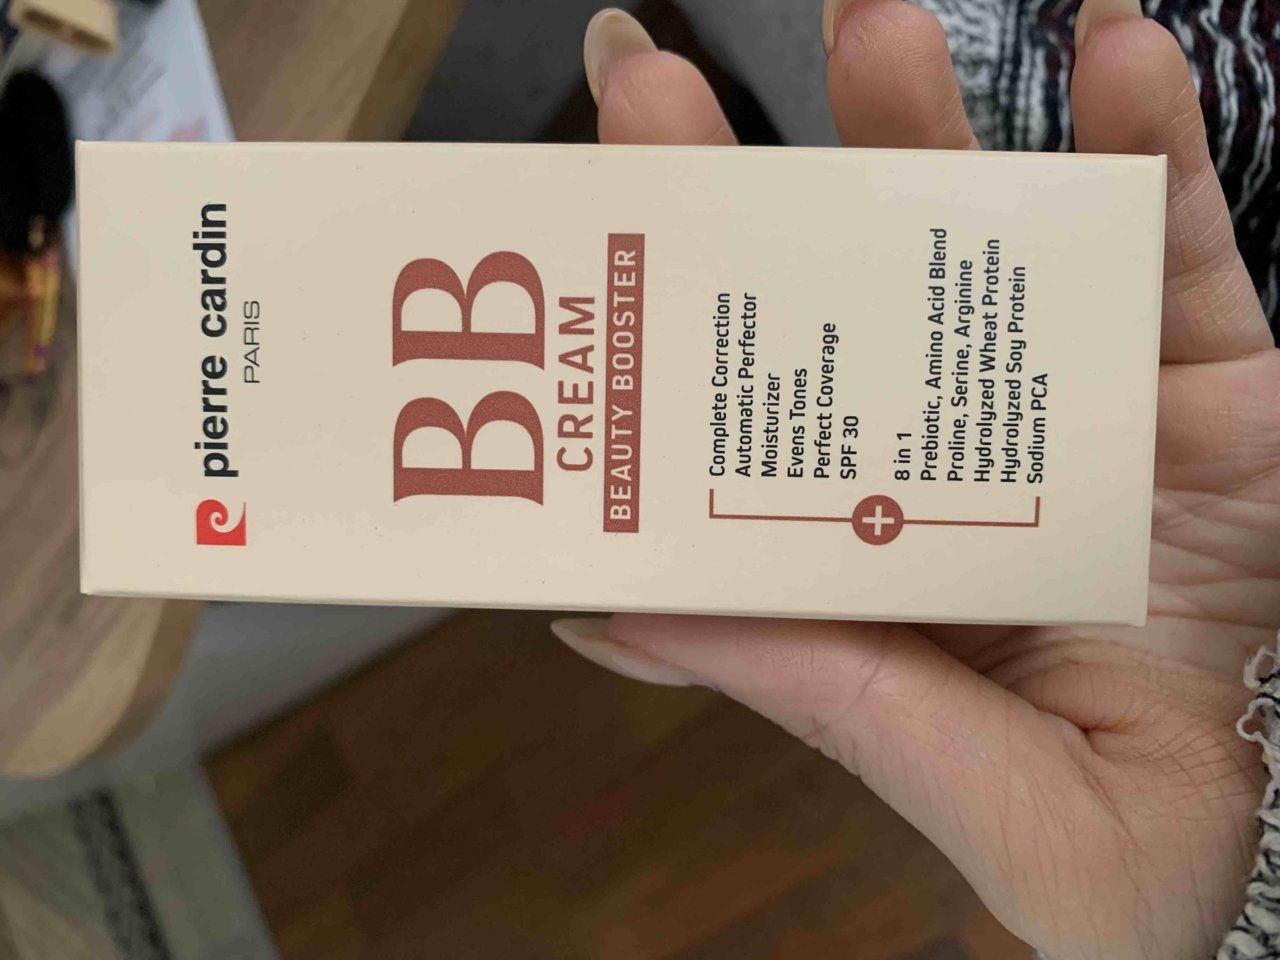 pierre cardin
PARIS
BB
CREAM
BEAUTY BOOSTER
Complete Correction
Automatic Perfector
Moisturizer
Evens Tones
Perfect Coverage
SPF 30
8 in 1
Prebiotic, Amino Acid Blend
Proline, Serine, Arginine
Hydrolyzed Wheat Protein
Hydrolyzed Soy Protein
Sodium PCA